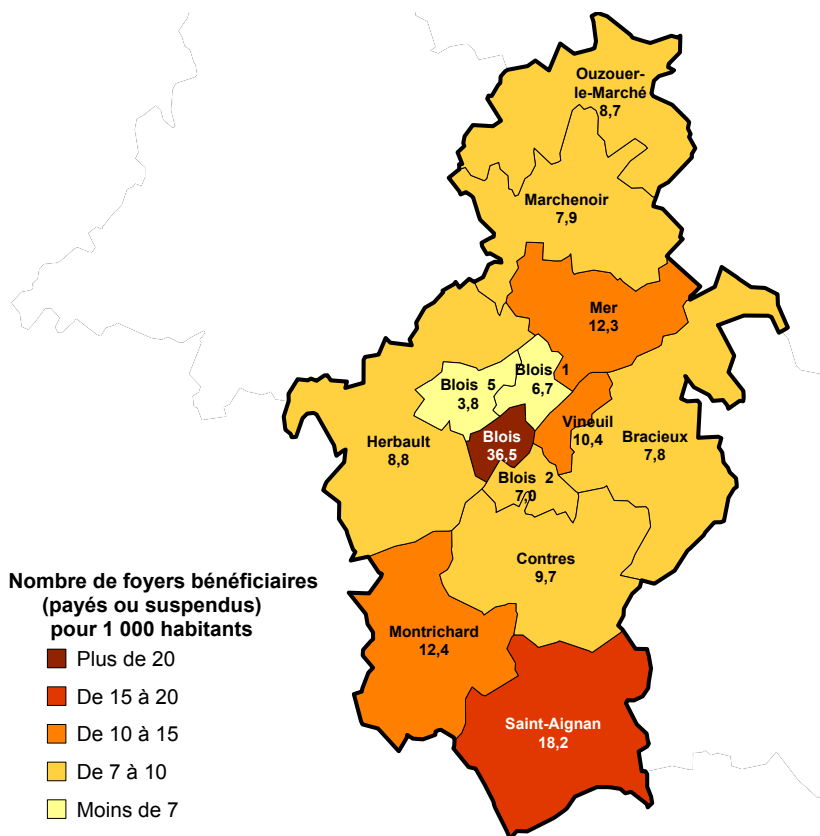 Ouzouer-
le-Marché
8,7
Marchenoir
7,9
Mer
12,3
Blois 1
6,7
Blois 5
3,8
Vineuil
10,4
Bracieux
7,8
Herbault
8,8
Blois
36,5
Blois 2
7,0
Contres
9,7
Montrichard
12,4
Saint-Aignan
18,2
Nombre de foyers bénéficiaires
(payés ou suspendus)
pour 1 000 habitants
Plus de 20
De 15 à 20
De 10 à 15
De 7 à 10
Moins de 7